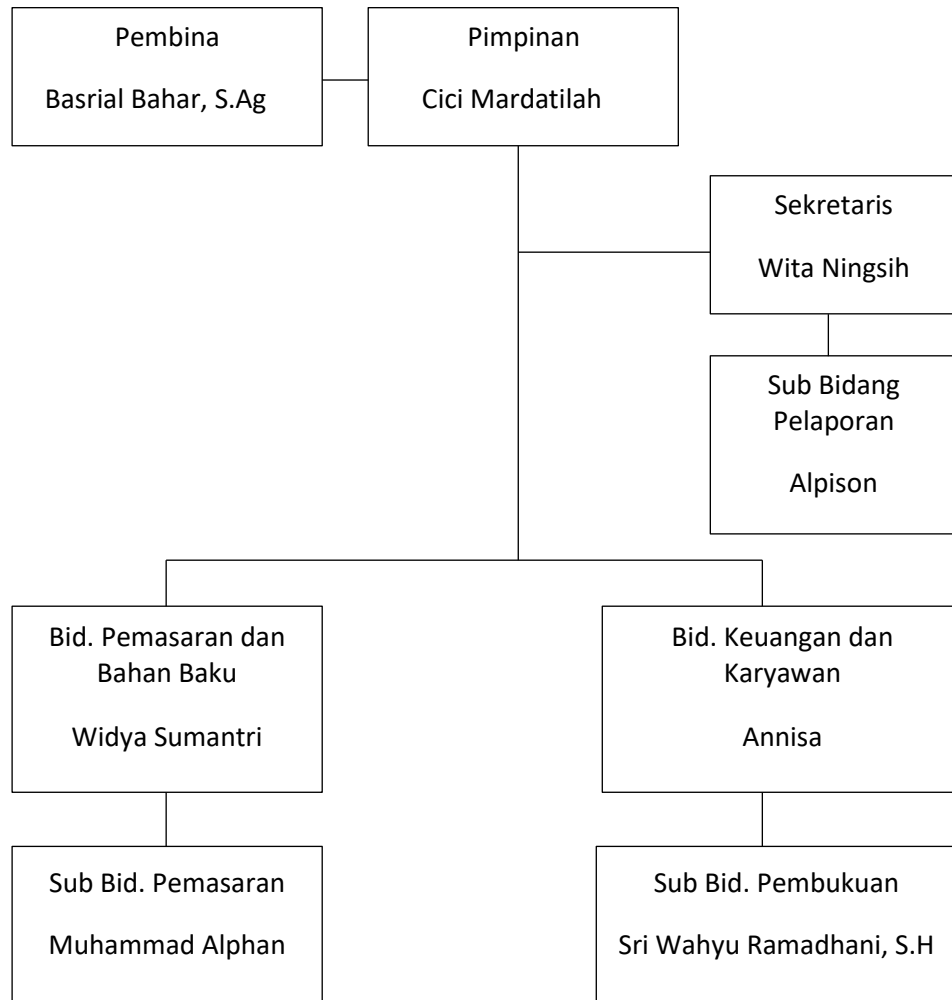 Pembina
Basrial Bahar, S.Ag
Pimpinan
Cici Mardatilah
Sekretaris
Wita Ningsih
Sub Bidang
Pelaporan
Alpison
Bid. Pemasaran dan
Bahan Baku
Widya Sumantri
Bid. Keuangan dan
Karyawan
Annisa
Sub Bid. Pemasaran
Muhammad Alphan
Sub Bid. Pembukuan
Sri Wahyu Ramadhani, S.H